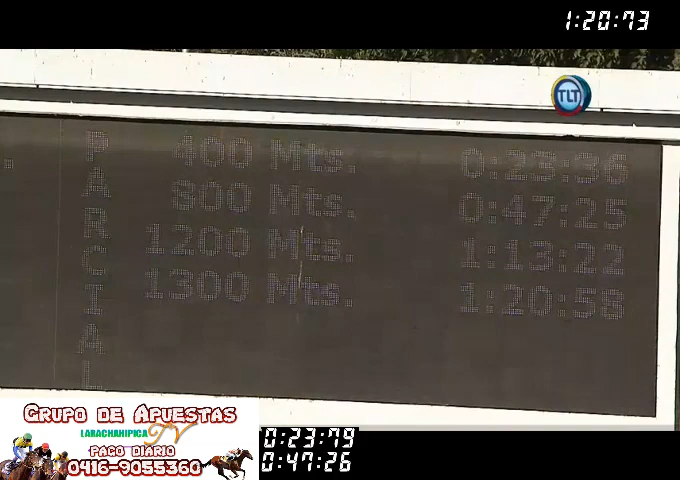 1:20:73
TLT
PARCIAL
400 Mts. 0:23:36
800 Mts. 0:47:25
1200 Mts. 1:13:22
1300 Mts. 1:20:58
GRUPO DE APUESTAS
LARACHAHIPICA TV
PAGO DIARIO
0416-9055360
0:23:79
0:47:26